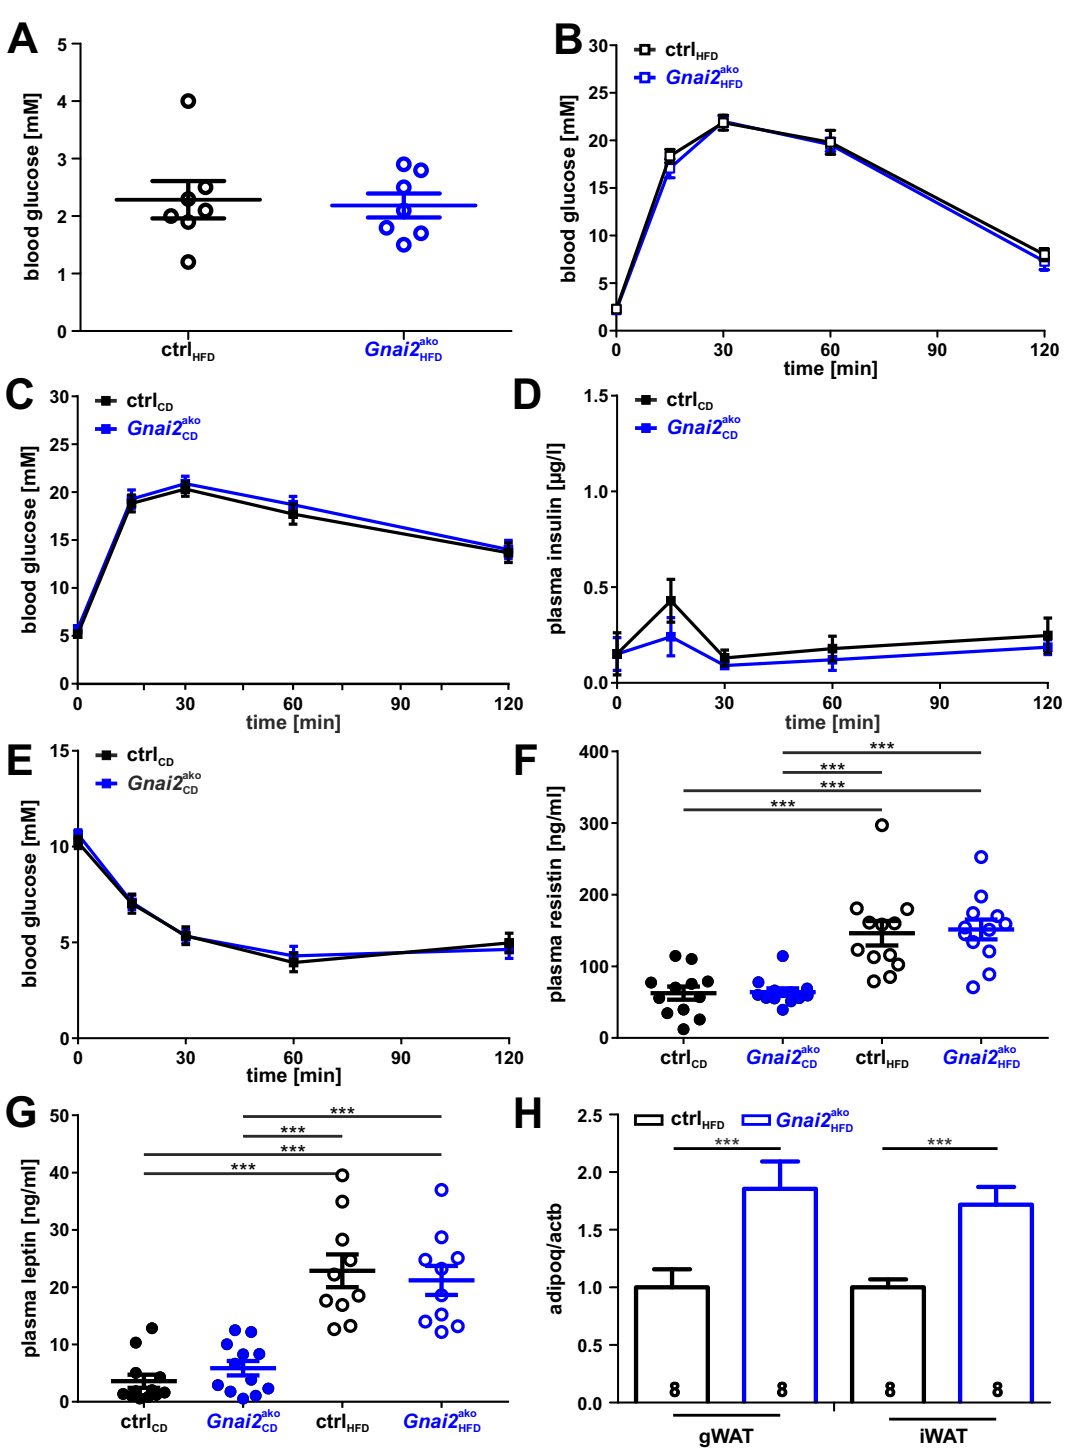 A
blood glucose [mM]
5
4
3
2
1
0
ctrlHFD
Gnai2akoHFD
B
blood glucose [mM]
30
25
20
15
10
5
0
ctrlHFD
Gnai2akoHFD
0 30 60 90 120
time [min]
C
blood glucose [mM]
30
25
20
15
10
5
0
ctrlCD
Gnai2akoCD
0 30 60 90 120
time [min]
D
plasma insulin [µg/l]
1.5
1.0
0.5
0.0
ctrlCD
Gnai2akoCD
0 30 60 90 120
time [min]
E
blood glucose [mM]
15
10
5
0
ctrlCD
Gnai2akoCD
0 30 60 90 120
time [min]
F
plasma resistin [ng/ml]
400
300
200
100
0
***
***
***
***
ctrlCD
Gnai2akoCD
ctrlHFD
Gnai2akoHFD
G
plasma leptin [ng/ml]
50
40
30
20
10
0
***
***
***
***
ctrlCD
Gnai2akoCD
ctrlHFD
Gnai2akoHFD
H
adipoq/actb
2.5
2.0
1.5
1.0
0.5
0.0
ctrlHFD
Gnai2akoHFD
*** ***
8 8 8 8
gWAT iWAT